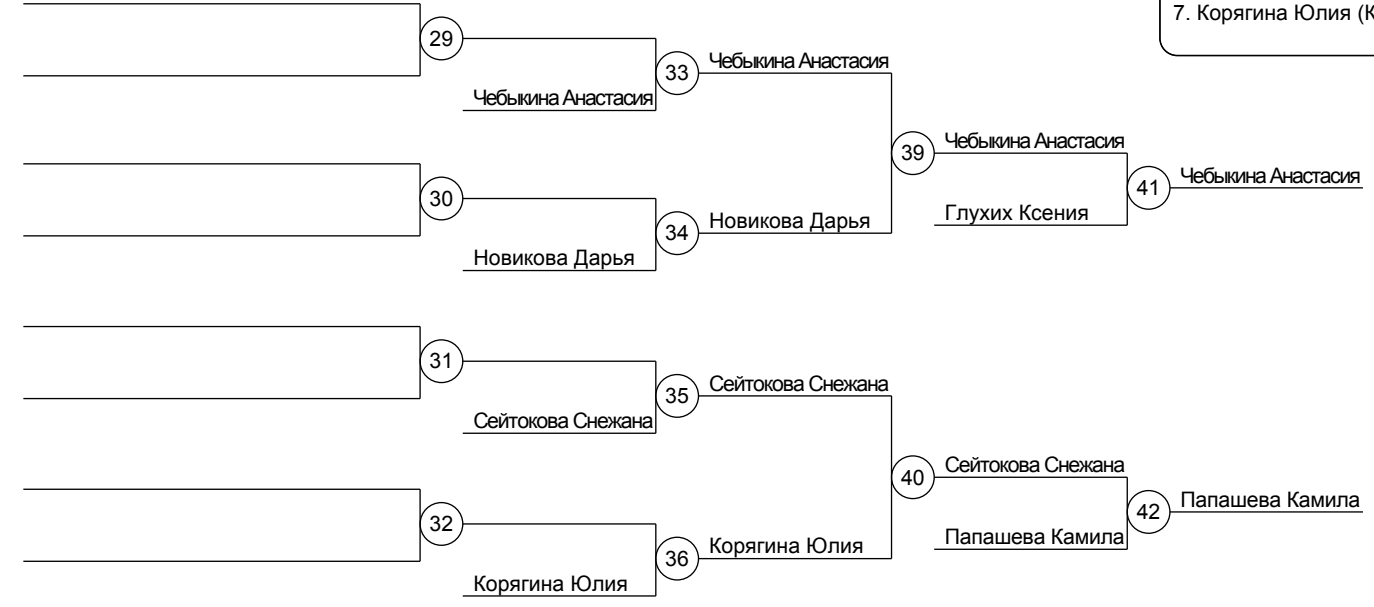 7. Корягина Юлия (К
29
Чебыкина Анастасия
33
Чебыкина Анастасия
39
Чебыкина Анастасия
41
Чебыкина Анастасия
Глухих Ксения
30
Новикова Дарья
34
Новикова Дарья
31
Сейтокова Снежана
35
Сейтокова Снежана
40
Сейтокова Снежана
42
Папашева Камила
Папашева Камила
32
Корягина Юлия
36
Корягина Юлия